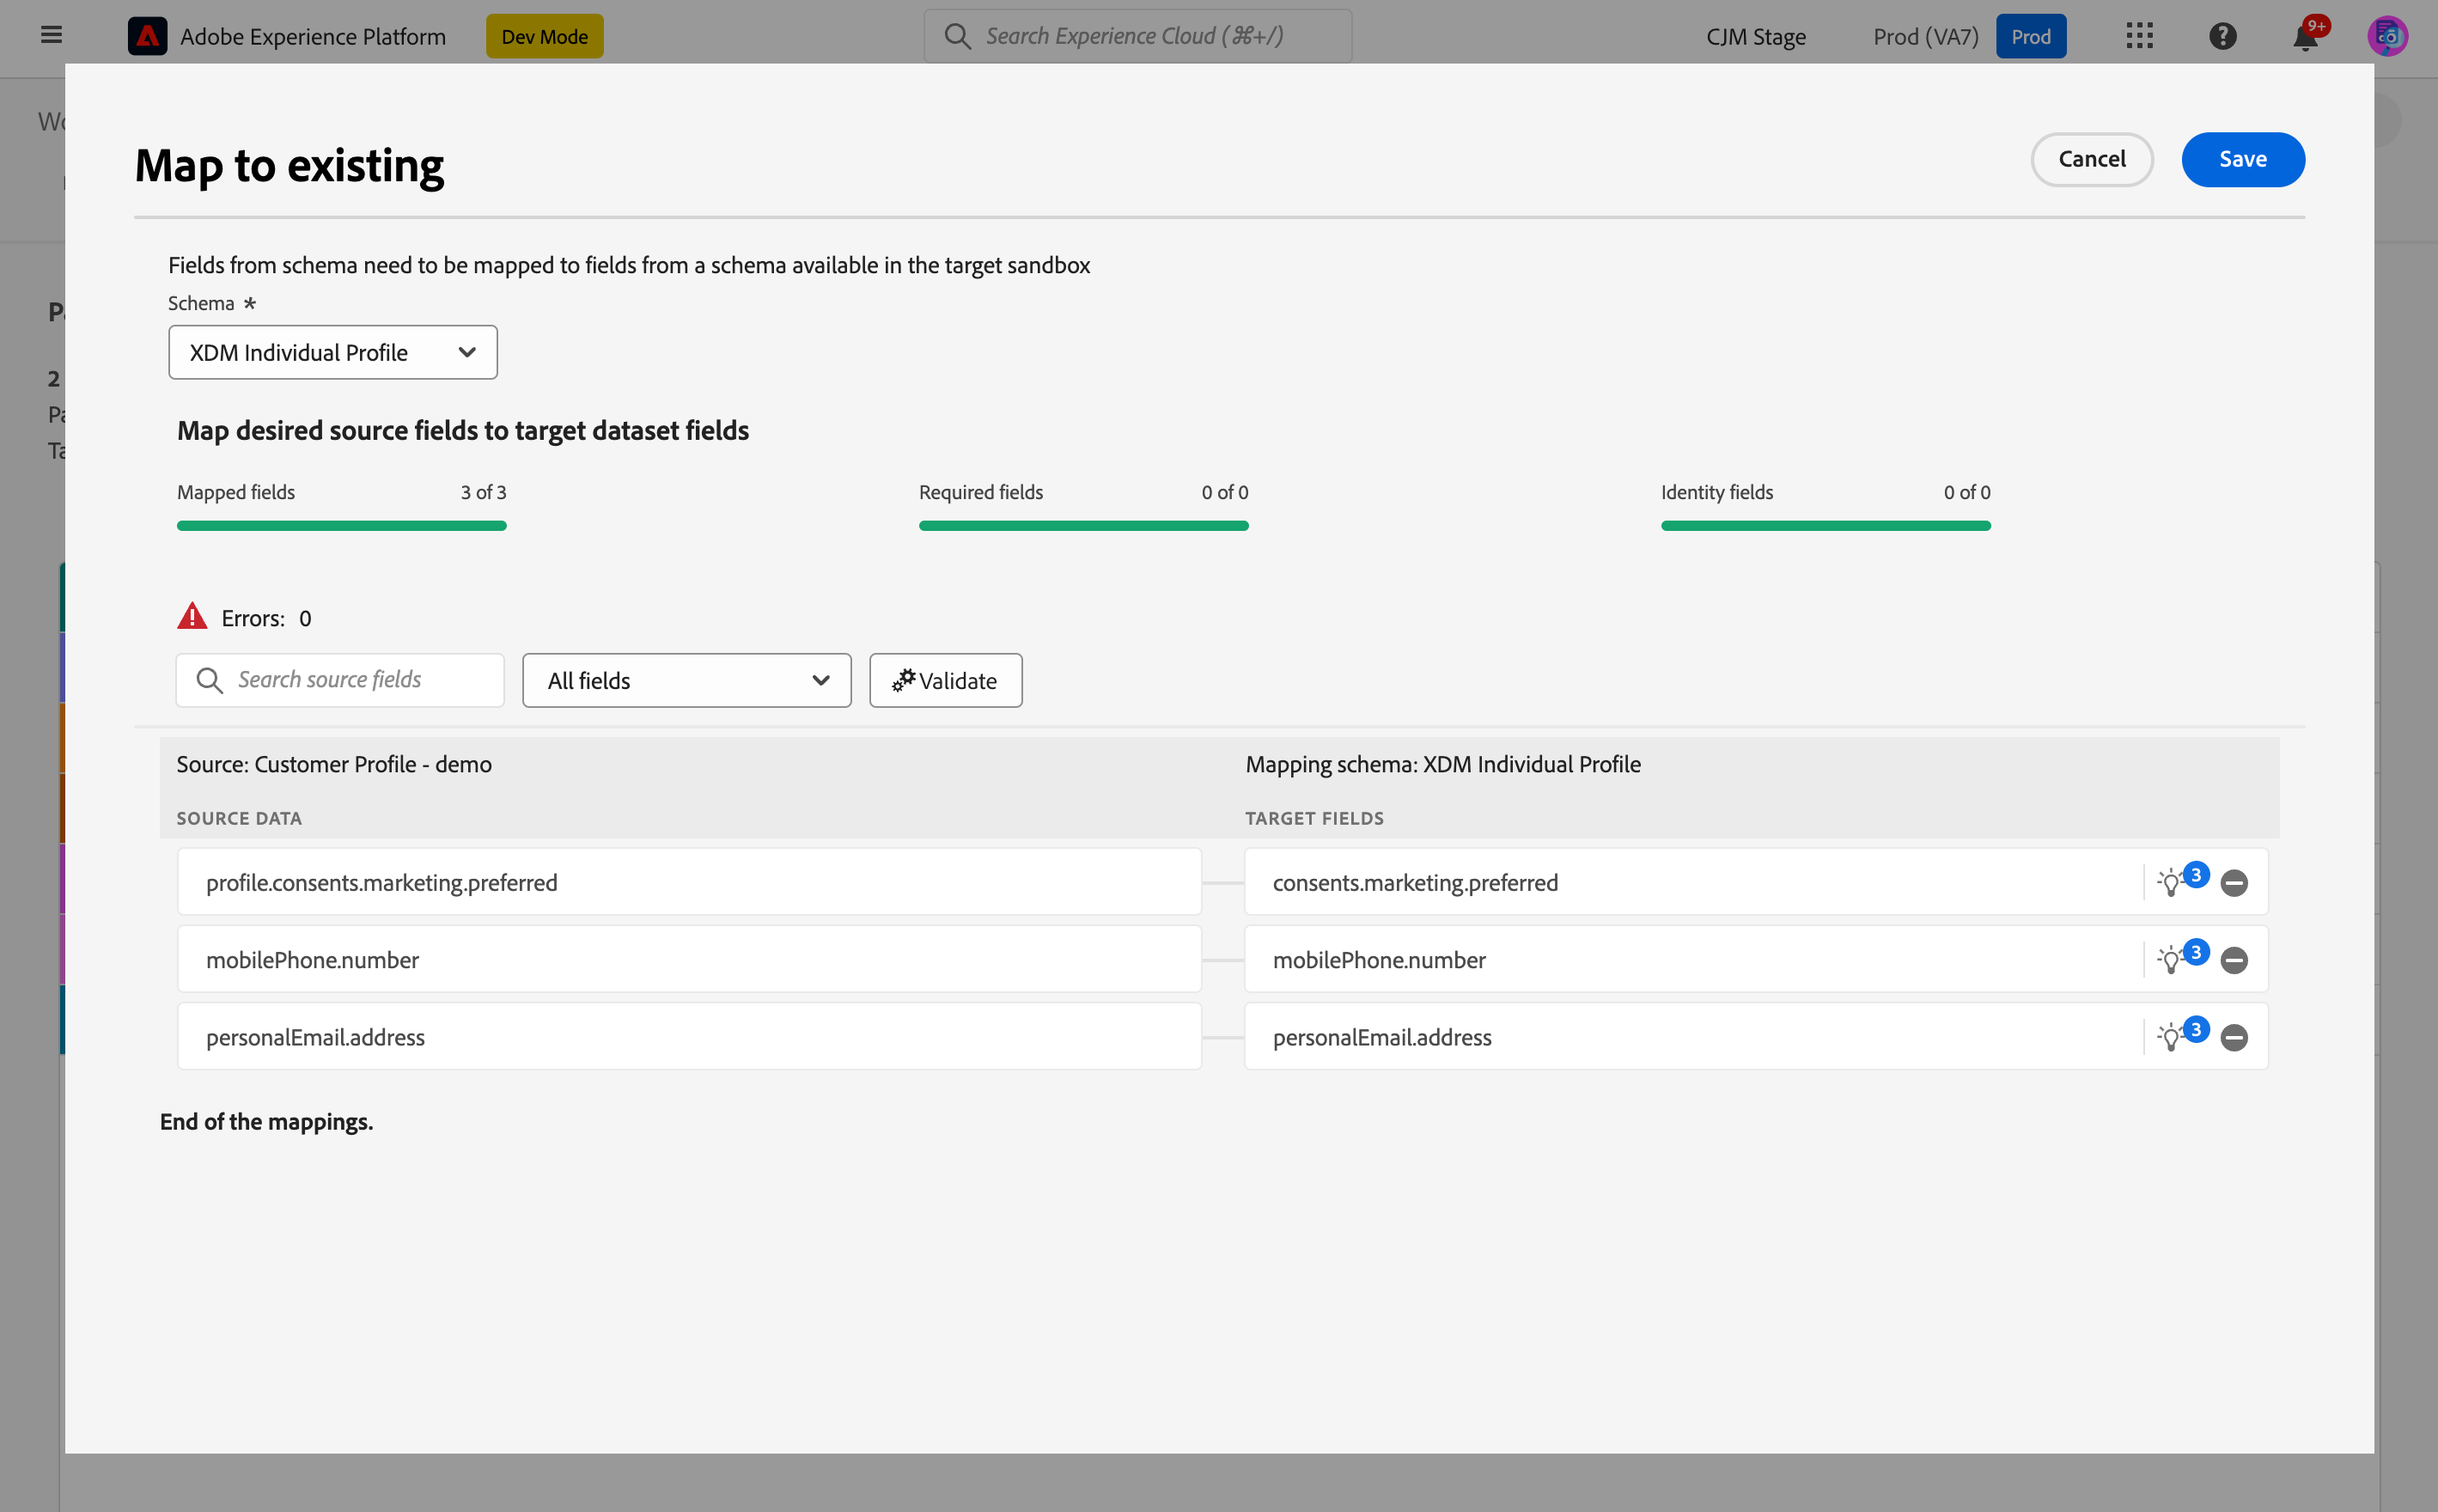 Adobe Experience Platform
Dev Mode
Search Experience Cloud (⌘+/)
CJM Stage
Prod (VA7)
Prod
9+
Map to existing
Cancel
Save
Fields from schema need to be mapped to fields from a schema available in the target sandbox
Schema *
XDM Individual Profile
Map desired source fields to target dataset fields
Mapped fields 3 of 3
Required fields 0 of 0
Identity fields 0 of 0
Errors: 0
Search source fields
All fields
Validate
Source: Customer Profile - demo
Mapping schema: XDM Individual Profile
SOURCE DATA
TARGET FIELDS
profile.consents.marketing.preferred
consents.marketing.preferred
3
mobilePhone.number
mobilePhone.number
3
personalEmail.address
personalEmail.address
3
End of the mappings.
2